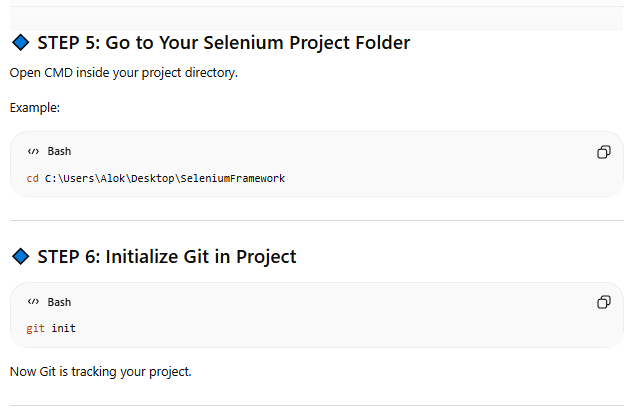 STEP 5: Go to Your Selenium Project Folder
Open CMD inside your project directory.
Example:
Bash
cd C:\Users\Alok\Desktop\SeleniumFramework
STEP 6: Initialize Git in Project
Bash
git init
Now Git is tracking your project.